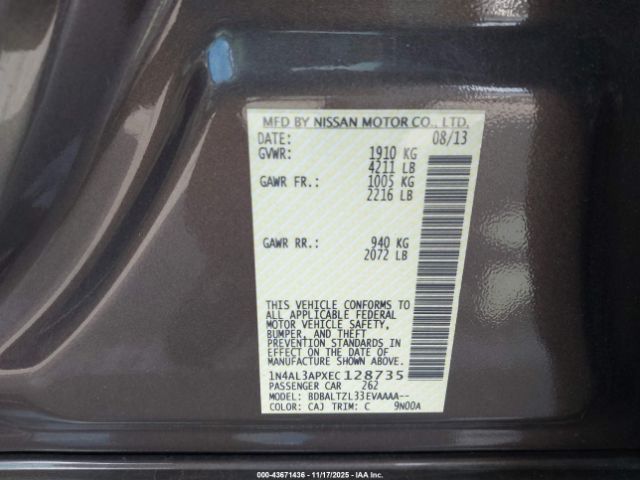 MFD BY NISSAN MOTOR CO., LTD.
DATE: 08/13
GVWR: 1910 KG
4211 LB
GAWR FR.: 1005 KG
2216 LB
GAWR RR.: 940 KG
2072 LB
THIS VEHICLE CONFORMS TO
ALL APPLICABLE FEDERAL
MOTOR VEHICLE SAFETY,
BUMPER, AND THEFT
PREVENTION STANDARDS IN
EFFECT ON THE DATE OF
MANUFACTURE SHOWN ABOVE.
1N4AL3APXEC128735
PASSENGER CAR 262
MODEL: BDBALTZL33EVAAAA--
COLOR: CAJ TRIM: C 9N00A
000-43671436 - 11/17/2025 - IAA Inc.